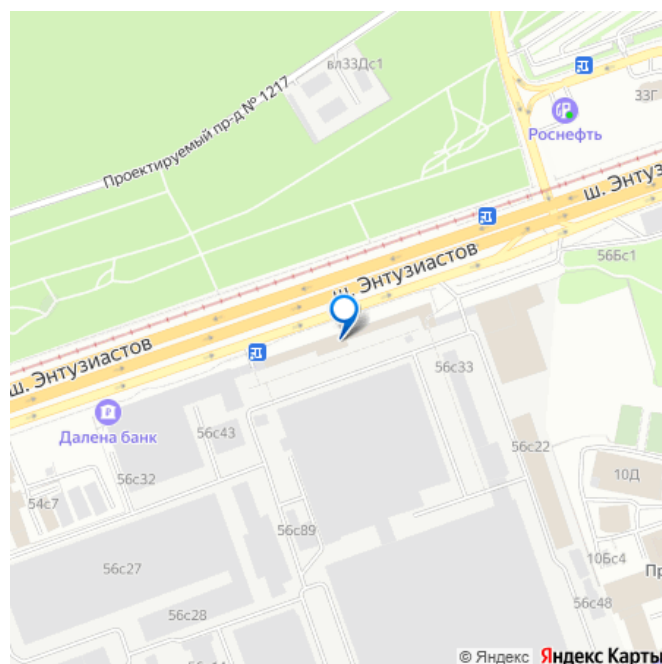 вл33Дс1
33Г
Роснефть
Проектируемый пр-д № 1217
ш. Энтузиастов
56Бс1
ш. Энтузиастов
ш. Энтузиастов
56с33
Далена банк
56с43
56с22
56с32
10Д
54с7
56с89
10Бс4
56с27
56с48
56с28
© Яндекс Яндекс Карты